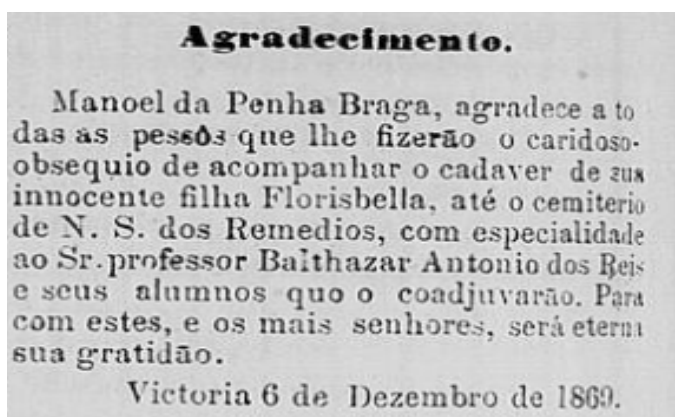 Agradecimento.
Manoel da Penha Braga, agradece a to
das as pessôs que lhe fizerão o caridoso-
obsequio de acompanhar o cadaver de sua
innocente filha Florisbella, até o cemiterio
de N. S. dos Remedios, com especialidade
ao Sr. professor Balthazar Antonio dos Reis
e seus alumnos quo o coadjuvarão. Para
com estes, e os mais senhores, será eterna
sua gratidão.
Victoria 6 de Dezembro de 1869.